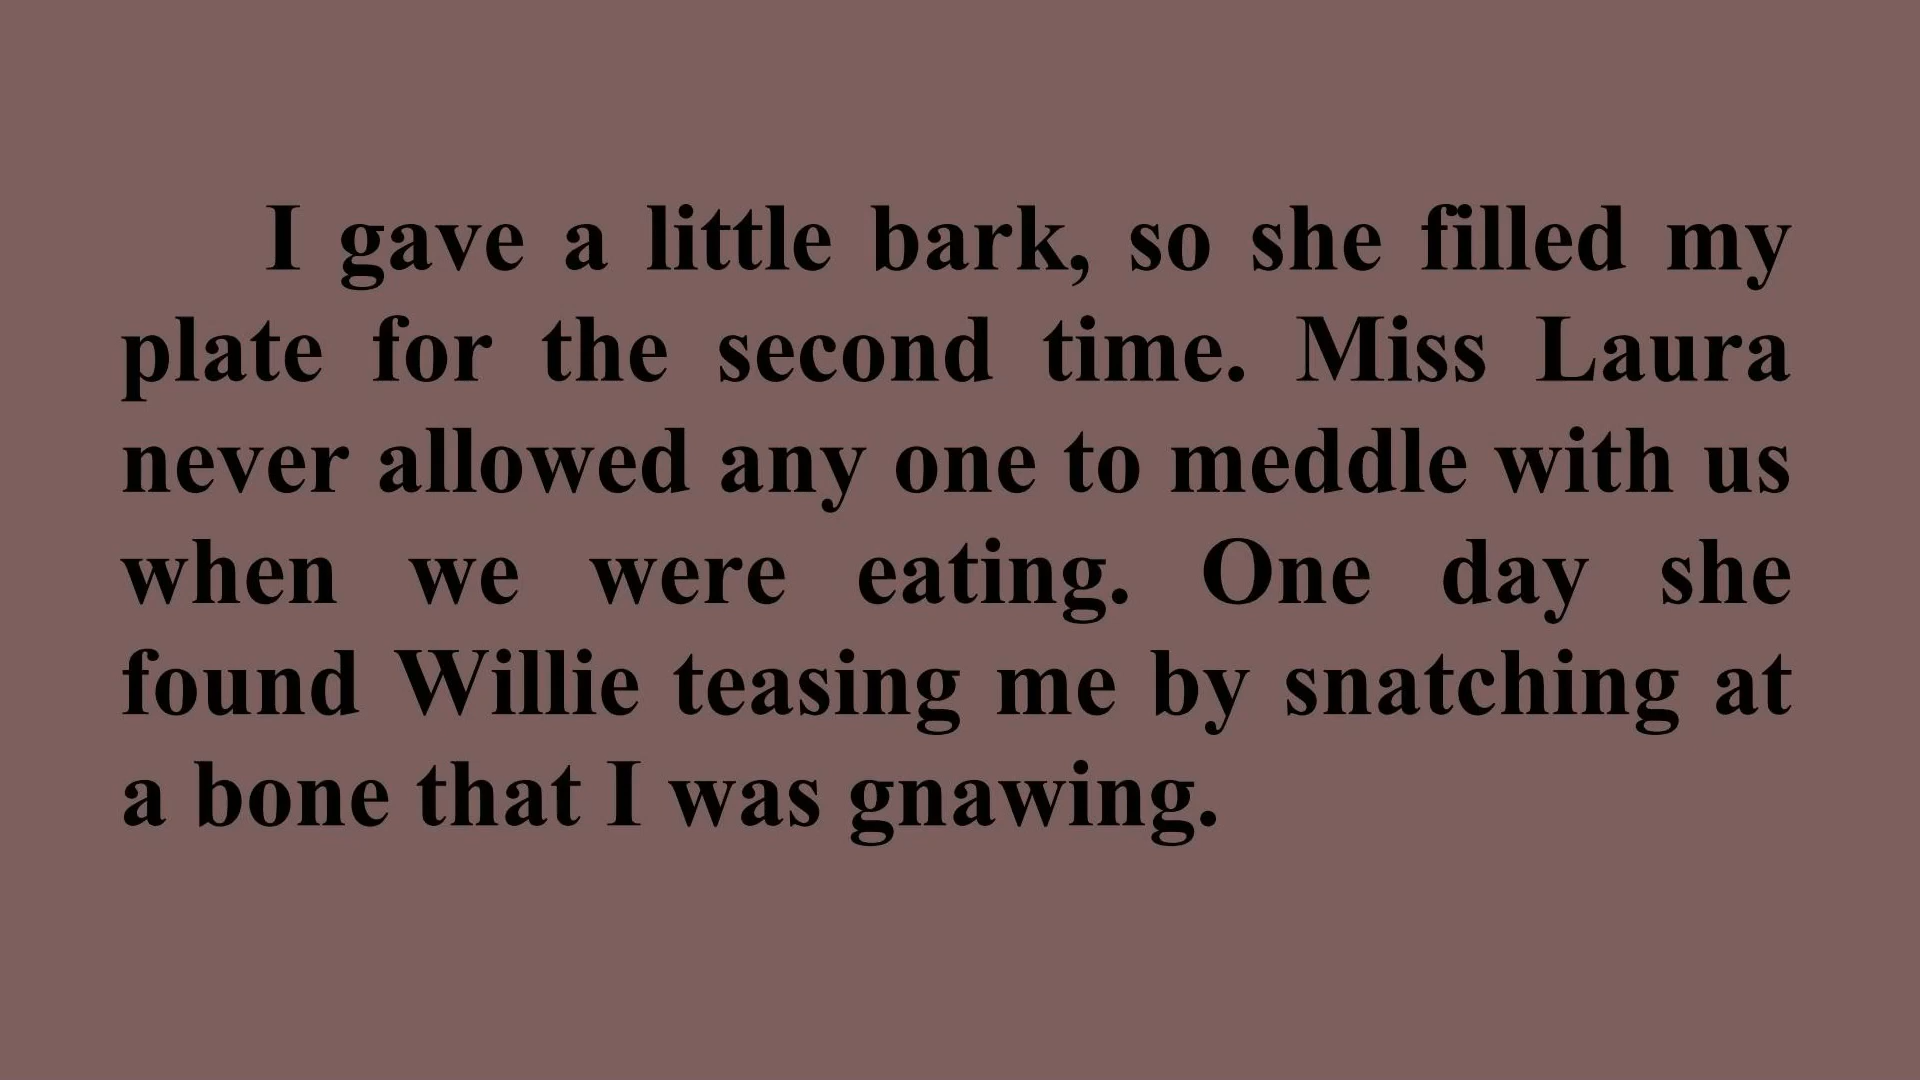 I gave a little bark, so she filled my
plate for the second time. Miss Laura
never allowed any one to meddle with us
when we were eating. One day she
found Willie teasing me by snatching at
a bone that I was gnawing.